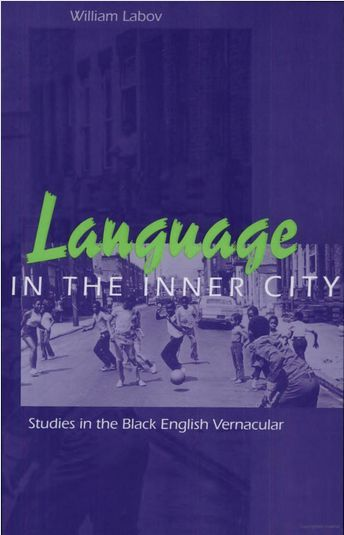 William Labov
Language
IN THE INNER CITY
Studies in the Black English Vernacular